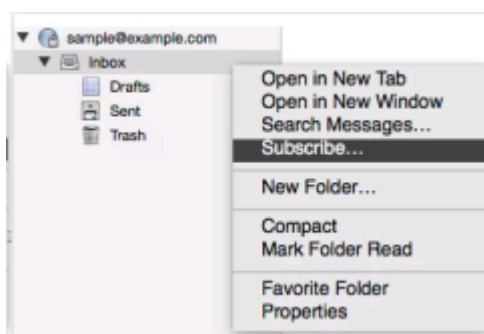 sample@example.com
Inbox
Drafts
Sent
Trash
Open in New Tab
Open in New Window
Search Messages...
Subscribe...
New Folder...
Compact
Mark Folder Read
Favorite Folder
Properties